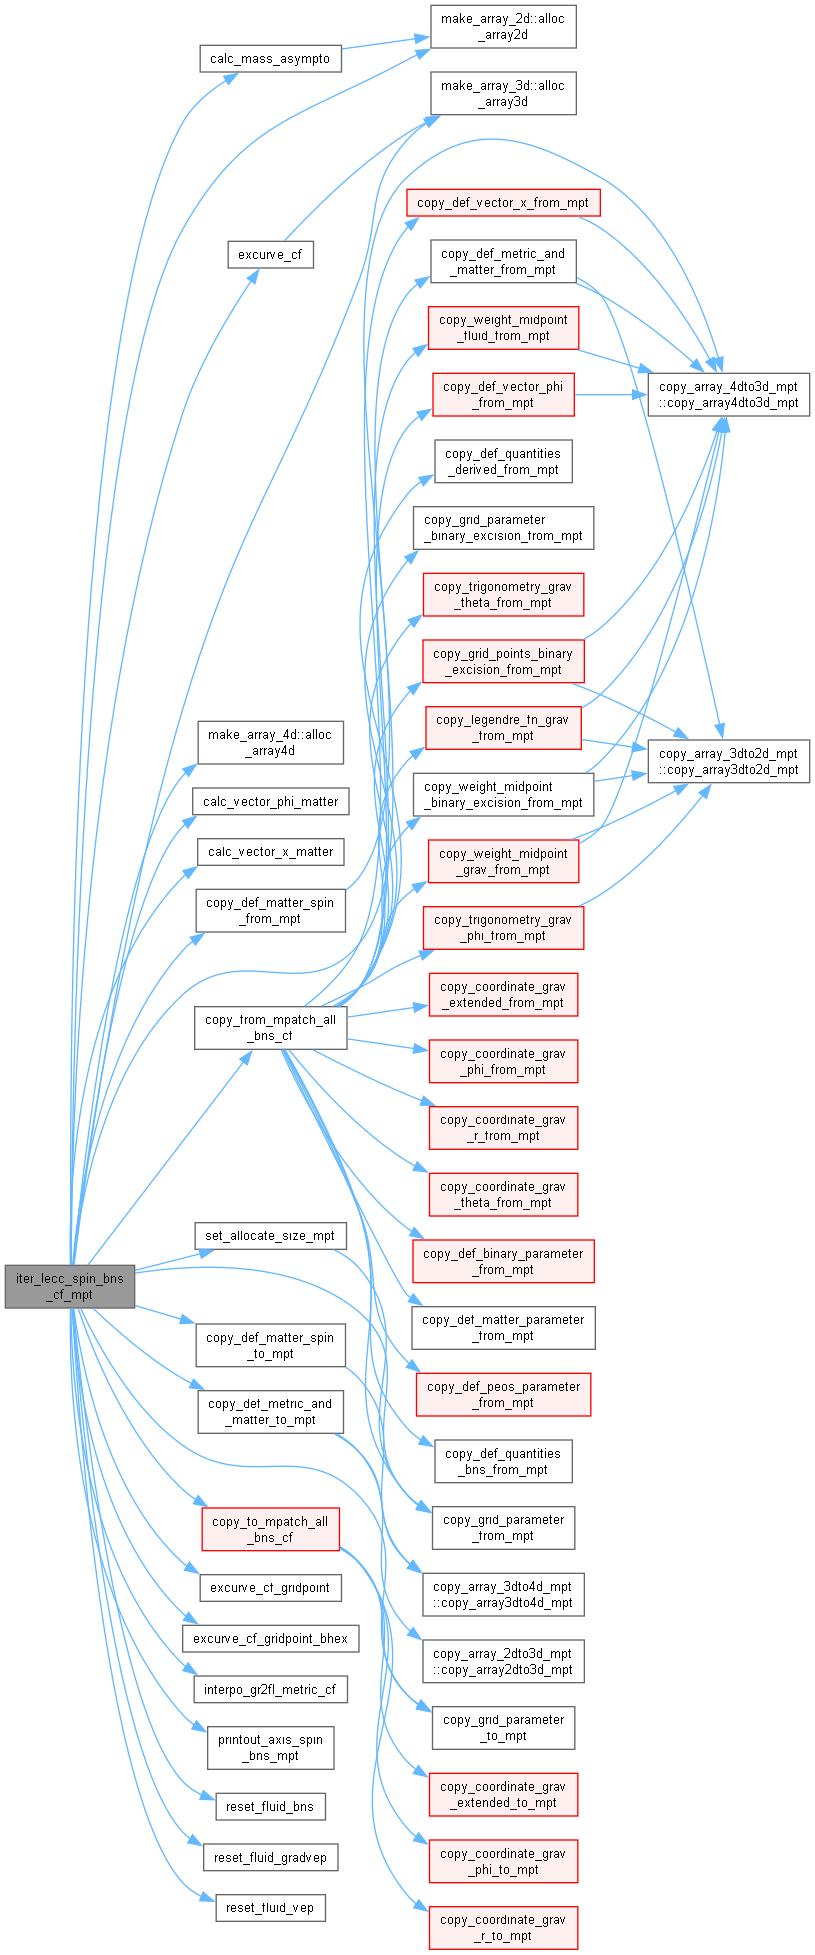 make_array_2d::alloc
_array2d
calc_mass_asympto
make_array_3d::alloc
_array3d
copy_def_vector_x_from_mpt
excurve_cf
copy_def_metric_and
_matter_from_mpt
copy_weight_midpoint
_fluid_from_mpt
copy_def_vector_phi
_from_mpt
copy_array_4dto3d_mpt
::copy_array4dto3d_mpt
copy_def_quantities
_derived_from_mpt
copy_grid_parameter
_binary_excision_from_mpt
copy_trigonometry_grav
_theta_from_mpt
copy_grid_points_binary
_excision_from_mpt
make_array_4d::alloc
_array4d
copy_legendre_fn_grav
_from_mpt
copy_array_3dto2d_mpt
::copy_array3dto2d_mpt
calc_vector_phi_matter
copy_weight_midpoint
_binary_excision_from_mpt
calc_vector_x_matter
copy_weight_midpoint
_grav_from_mpt
copy_def_matter_spin
_from_mpt
copy_trigonometry_grav
_phi_from_mpt
copy_from_mpatch_all
_bns_cf
copy_coordinate_grav
_extended_from_mpt
copy_coordinate_grav
_phi_from_mpt
copy_coordinate_grav
_r_from_mpt
copy_coordinate_grav
_theta_from_mpt
set_allocate_size_mpt
copy_def_binary_parameter
_from_mpt
iter_lecc_spin_bns
_cf_mpt
copy_def_matter_parameter
_from_mpt
copy_def_matter_spin
_to_mpt
copy_def_peos_parameter
_from_mpt
copy_def_metric_and
_matter_to_mpt
copy_def_quantities
_bns_from_mpt
copy_to_mpatch_all
_bns_cf
copy_grid_parameter
_from_mpt
excurve_cf_gridpoint
copy_array_3dto4d_mpt
::copy_array3dto4d_mpt
excurve_cf_gridpoint_bhex
copy_array_2dto3d_mpt
::copy_array2dto3d_mpt
interpo_gr2fl_metric_cf
copy_grid_parameter
_to_mpt
printout_axis_spin
_bns_mpt
copy_coordinate_grav
_extended_to_mpt
reset_fluid_bns
reset_fluid_gradvep
copy_coordinate_grav
_phi_to_mpt
reset_fluid_vep
copy_coordinate_grav
_r_to_mpt